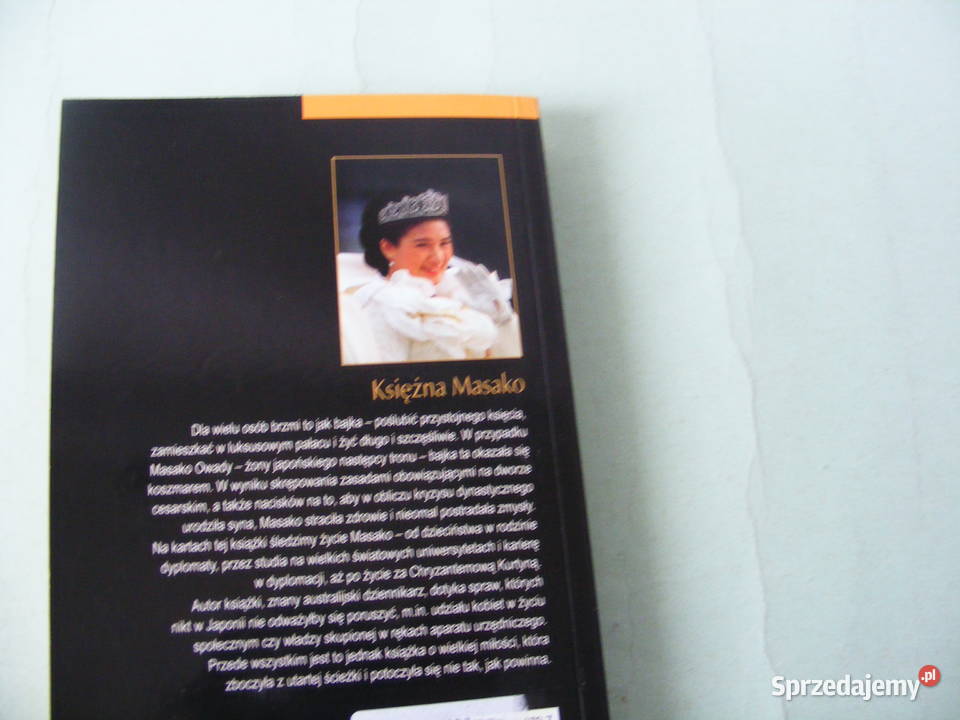 Księżna Masako
Dla wielu osób brzmi to jak bajka – poślubić przystojnego księcia,
zamieszkać w luksusowym pałacu i żyć długo i szczęśliwie. W przypadku
Masako Owady – żony japońskiego następcy tronu – bajka ta okazała się
koszmarem. W wyniku skrępowania zasadami obowiązującymi na dworze
cesarskim, a także nacisków na to, aby w obliczu kryzysu dynastycznego
urodziła syna, Masako straciła zdrowie i nieomal postradała zmysły.
Na kartach tej książki śledzimy życie Masako – od dzieciństwa w rodzinie
dyplomaty, przez studia na wielkich światowych uniwersytetach i karierę
w dyplomacji, aż po życie za Chryzantemową Kurtyną.
Autor książki, znany australijski dziennikarz, dotyka spraw, których
nikt w Japonii nie odważyłby się poruszyć, m.in. udziału kobiet w życiu
społecznym czy władzy skupionej w rękach aparatu urzędniczego.
Przede wszystkim jest to jednak książka o wielkiej miłości, która
zboczyła z utartej ścieżki i potoczyła się nie tak, jak powinna.
Sprzedajemy.pl